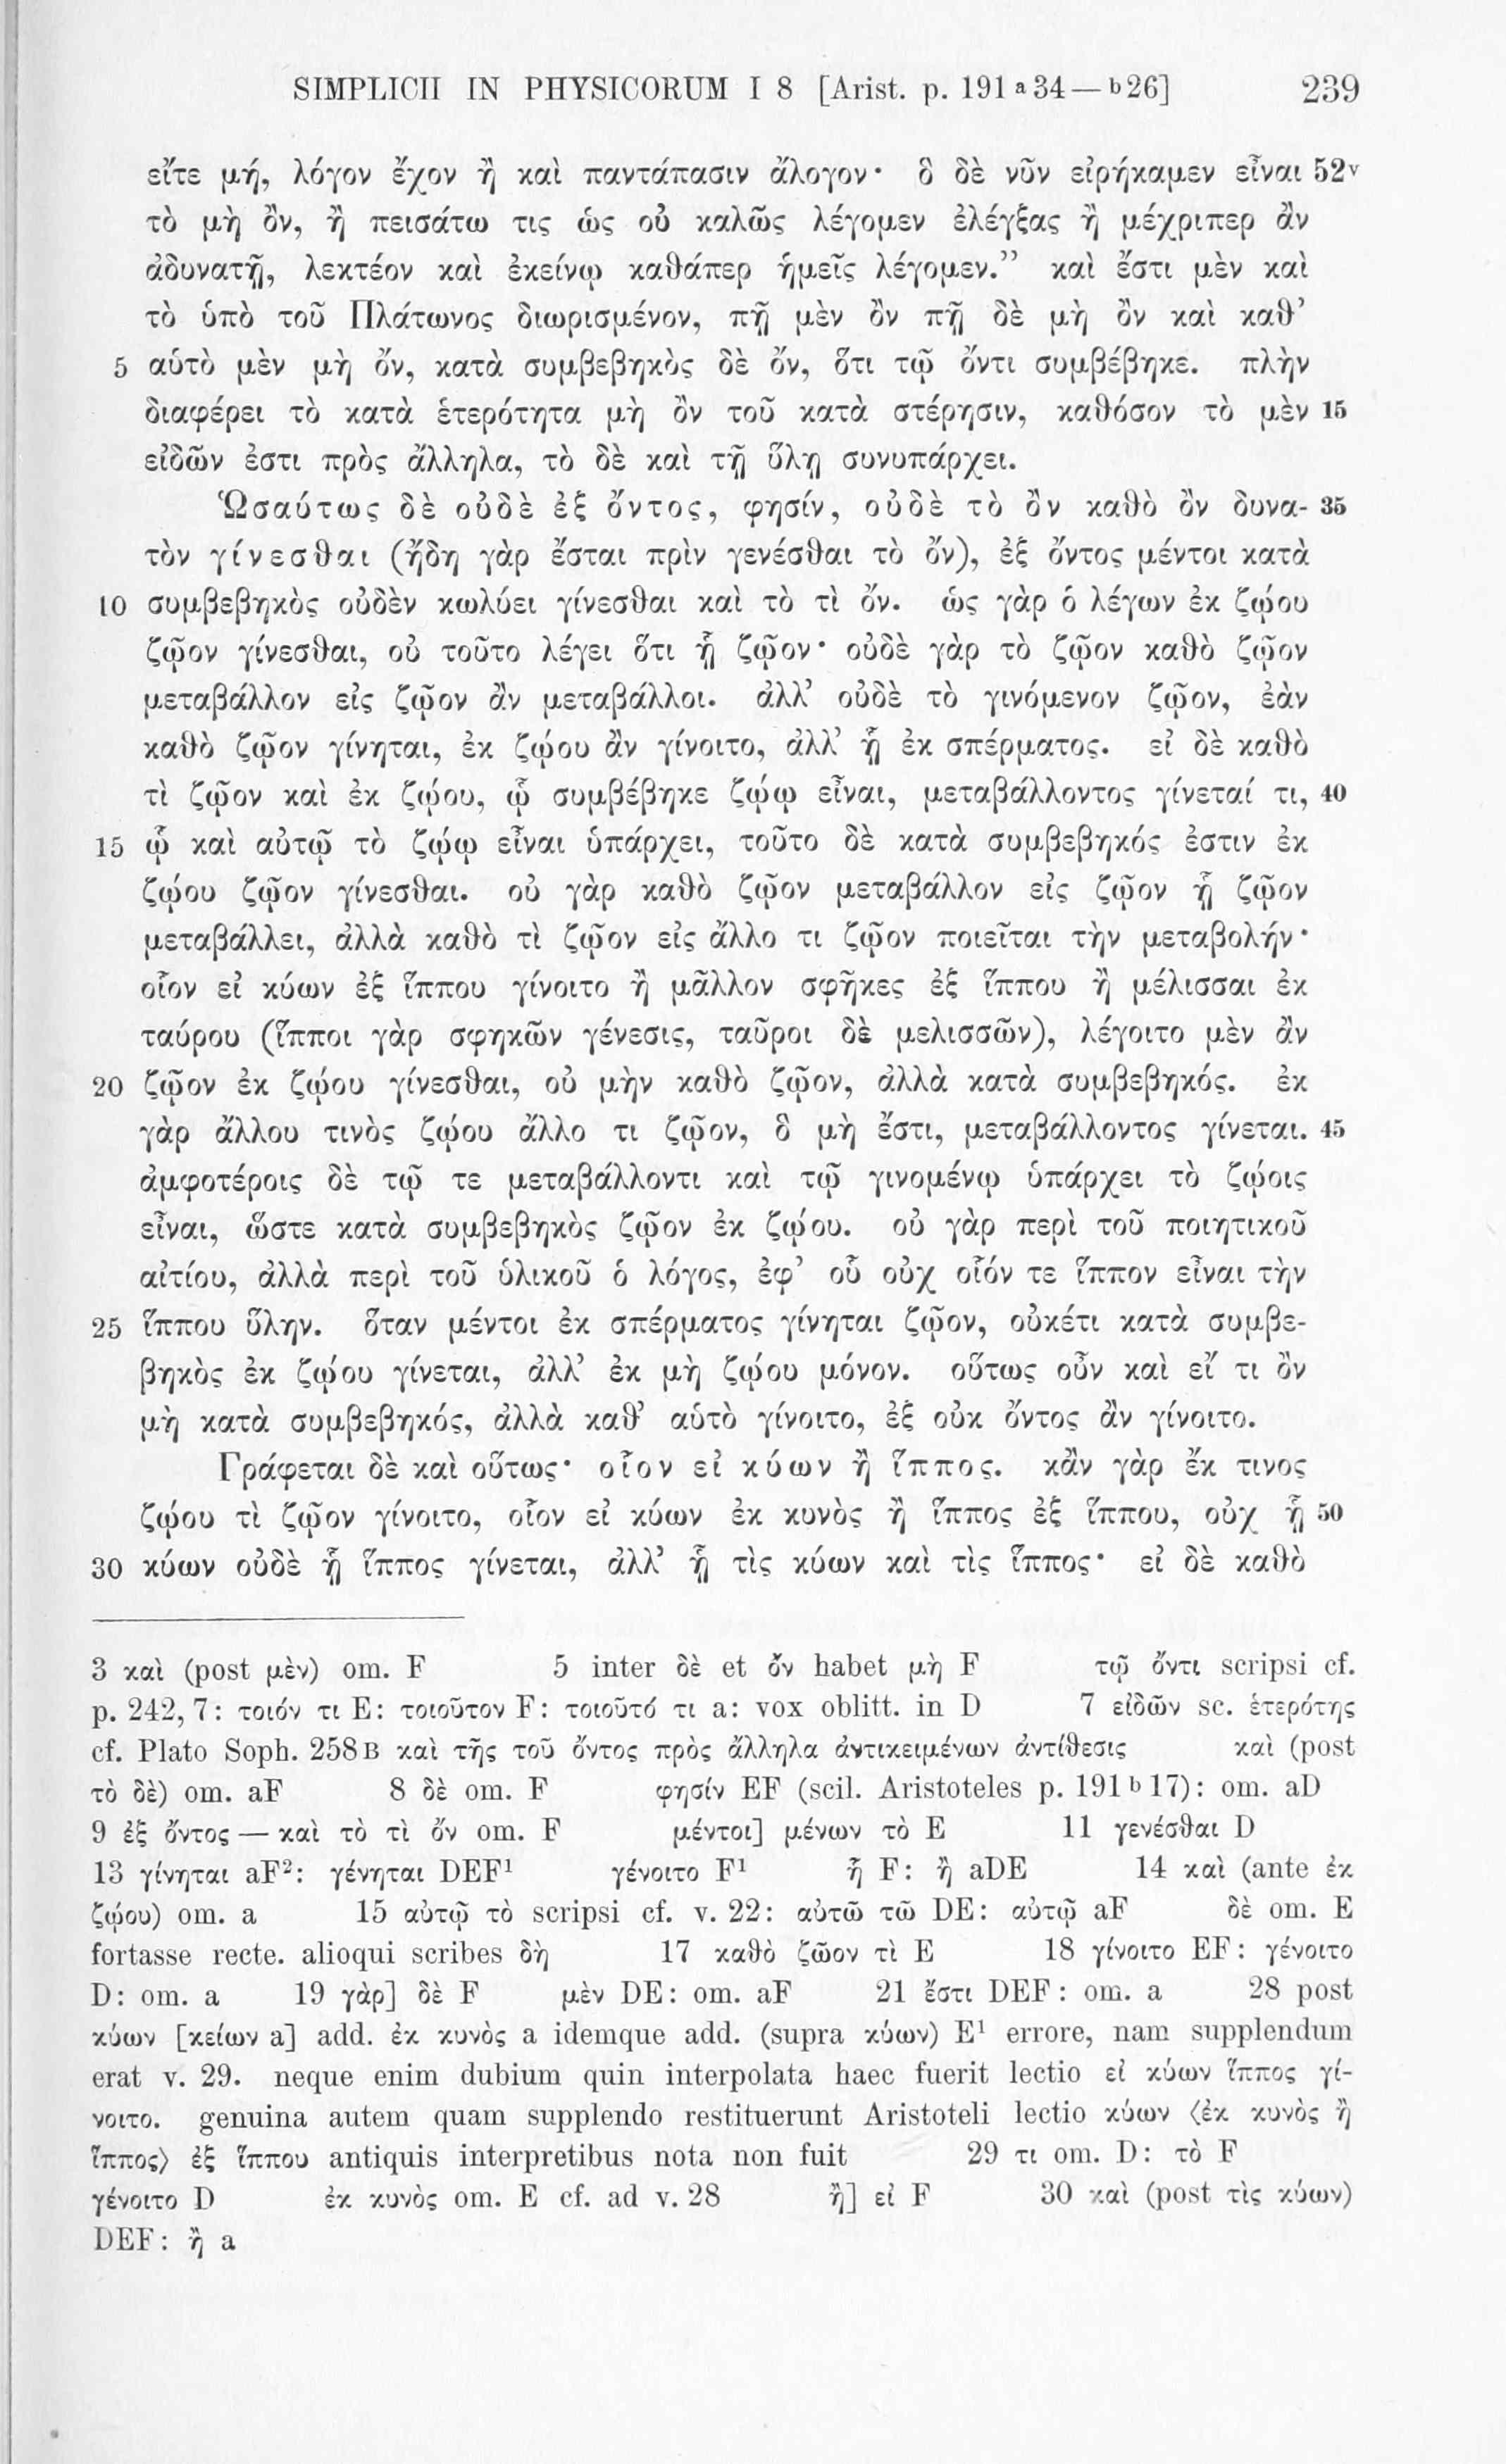 SIMPLICII IN PHYSICORUM I 8 [Arist. p. 191 a 34 — b 26] 239
εἴτε μή, λόγον ἔχον ἢ καὶ παντάπασιν ἄλογον· ὃ δὲ νῦν εἰρήκαμεν εἶναι 52v
τὸ μὴ ὄν, ἢ πεισάτω τις ὡς οὐ καλῶς λέγομεν ἐλέγξας ἢ μέχριπερ ἂν
ἀδυνατῇ, λεκτέον καὶ ἐκείνῳ καθάπερ ἡμεῖς λέγομεν.” καὶ ἔστι μὲν καὶ
τὸ ὑπὸ τοῦ Πλάτωνος διωρισμένον, πῇ μὲν ὂν πῇ δὲ μὴ ὂν καὶ καθ’
5 αὑτὸ μὲν μὴ ὄν, κατὰ συμβεβηκὸς δὲ ὄν, ὅτι τῷ ὄντι συμβέβηκε. πλὴν
διαφέρει τὸ κατὰ ἑτερότητα μὴ ὂν τοῦ κατὰ στέρησιν, καθόσον τὸ μὲν 15
εἰδῶν ἐστι πρὸς ἄλληλα, τὸ δὲ καὶ τῇ ὕλῃ συνυπάρχει.
Ὡσαύτως δὲ οὐδὲ ἐξ ὄντος, φησίν, οὐδὲ τὸ ὂν καθὸ ὂν δυνα- 35
τὸν γίνεσθαι (ἤδη γὰρ ἔσται πρὶν γενέσθαι τὸ ὄν), ἐξ ὄντος μέντοι κατὰ
10 συμβεβηκὸς οὐδὲν κωλύει γίνεσθαι καὶ τὸ τὶ ὄν. ὡς γὰρ ὁ λέγων ἐκ ζῴου
ζῷον γίνεσθαι, οὐ τοῦτο λέγει ὅτι ᾗ ζῷον· οὐδὲ γὰρ τὸ ζῷον καθὸ ζῷον
μεταβάλλον εἰς ζῷον ἂν μεταβάλλοι. ἀλλ’ οὐδὲ τὸ γινόμενον ζῷον, ἐὰν
καθὸ ζῷον γίνηται, ἐκ ζῴου ἂν γίνοιτο, ἀλλ’ ᾗ ἐκ σπέρματος. εἰ δὲ καθὸ
τὶ ζῷον καὶ ἐκ ζῴου, ᾧ συμβέβηκε ζῴῳ εἶναι, μεταβάλλοντος γίνεταί τι, 40
15 ᾧ καὶ αὐτῷ τὸ ζῴῳ εἶναι ὑπάρχει, τοῦτο δὲ κατὰ συμβεβηκός ἐστιν ἐκ
ζῴου ζῷον γίνεσθαι. οὐ γὰρ καθὸ ζῷον μεταβάλλον εἰς ζῷον ᾗ ζῷον
μεταβάλλει, ἀλλὰ καθὸ τὶ ζῷον εἰς ἄλλο τι ζῷον ποιεῖται τὴν μεταβολήν·
οἷον εἰ κύων ἐξ ἵππου γίνοιτο ἢ μᾶλλον σφῆκες ἐξ ἵππου ἢ μέλισσαι ἐκ
ταύρου (ἵπποι γὰρ σφηκῶν γένεσις, ταῦροι δὲ μελισσῶν), λέγοιτο μὲν ἂν
20 ζῷον ἐκ ζῴου γίνεσθαι, οὐ μὴν καθὸ ζῷον, ἀλλὰ κατὰ συμβεβηκός. ἐκ
γὰρ ἄλλου τινὸς ζῴου ἄλλο τι ζῷον, ὃ μὴ ἔστι, μεταβάλλοντος γίνεται. 45
ἀμφοτέροις δὲ τῷ τε μεταβάλλοντι καὶ τῷ γινομένῳ ὑπάρχει τὸ ζῴοις
εἶναι, ὥστε κατὰ συμβεβηκὸς ζῷον ἐκ ζῴου. οὐ γὰρ περὶ τοῦ ποιητικοῦ
αἰτίου, ἀλλὰ περὶ τοῦ ὑλικοῦ ὁ λόγος, ἐφ’ οὗ οὐχ οἷόν τε ἵππον εἶναι τὴν
25 ἵππου ὕλην. ὅταν μέντοι ἐκ σπέρματος γίνηται ζῷον, οὐκέτι κατὰ συμβε-
βηκὸς ἐκ ζῴου γίνεται, ἀλλ’ ἐκ μὴ ζῴου μόνον. οὕτως οὖν καὶ εἴ τι ὂν
μὴ κατὰ συμβεβηκός, ἀλλὰ καθ’ αὑτὸ γίνοιτο, ἐξ οὐκ ὄντος ἂν γίνοιτο.
Γράφεται δὲ καὶ οὕτως· οἷον εἰ κύων ἢ ἵππος. κἂν γὰρ ἔκ τινος
ζῴου τὶ ζῷον γίνοιτο, οἷον εἰ κύων ἐκ κυνὸς ἢ ἵππος ἐξ ἵππου, οὐχ ᾗ 50
30 κύων οὐδὲ ᾗ ἵππος γίνεται, ἀλλ’ ᾗ τὶς κύων καὶ τὶς ἵππος· εἰ δὲ καθὸ
3 καὶ (post μὲν) om. F 5 inter δὲ et ὄν habet μὴ F τῷ ὄντι scripsi cf.
p. 242, 7: τοιόν τι E: τοιοῦτον F: τοιοῦτό τι a: vox oblitt. in D 7 εἰδῶν sc. ἑτερότης
cf. Plato Soph. 258 B καὶ τῆς τοῦ ὄντος πρὸς ἄλληλα ἀντικειμένων ἀντίθεσις καὶ (post
τὸ δὲ) om. aF 8 δὲ om. F φησίν EF (scil. Aristoteles p. 191 b 17): om. aD
9 ἐξ ὄντος — καὶ τὸ τὶ ὄν om. F μέντοι] μένων τὸ E 11 γενέσθαι D
13 γίνηται aF²: γένηται DEF¹ γένοιτο F¹ ᾗ F: ἢ aDE 14 καὶ (ante ἐκ
ζῴου) om. a 15 αὐτῷ τὸ scripsi cf. v. 22: αὐτῶ τῶ DE: αὐτῷ aF δὲ om. E
fortasse recte. alioqui scribes δὴ 17 καθὸ ζῶον τὶ E 18 γίνοιτο EF: γένοιτο
D: om. a 19 γὰρ] δὲ F μὲν DE: om. aF 21 ἔστι DEF: om. a 28 post
κύων [κείων a] add. ἐκ κυνὸς a idemque add. (supra κύων) E¹ errore, nam supplendum
erat v. 29. neque enim dubium quin interpolata haec fuerit lectio εἰ κύων ἵππος γί-
νοιτο. genuina autem quam supplendo restituerunt Aristoteli lectio κύων ⟨ἐκ κυνὸς ἢ
ἵππος⟩ ἐξ ἵππου antiquis interpretibus nota non fuit 29 τι om. D: τὸ F
γένοιτο D ἐκ κυνὸς om. E cf. ad v. 28 ἢ] εἰ F 30 καὶ (post τὶς κύων)
DEF: ἢ a